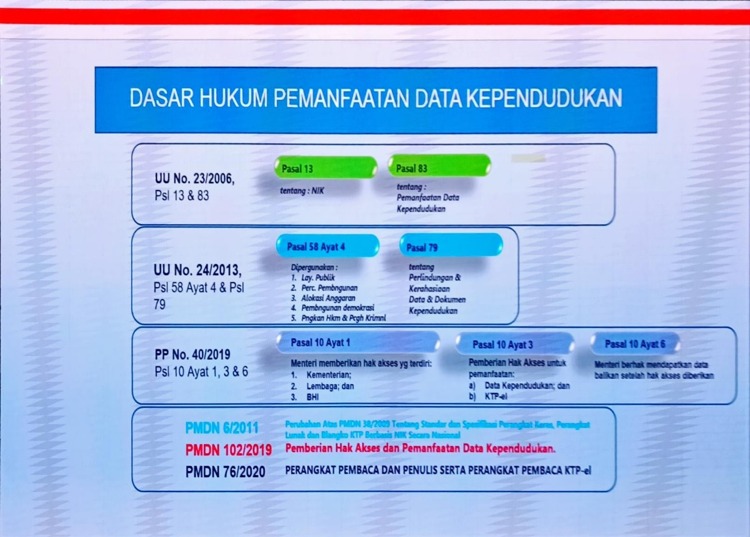 DASAR HUKUM PEMANFAATAN DATA KEPENDUDUKAN
UU No. 23/2006,
Psl 13 & 83
Pasal 13
tentang : NIK
Pasal 83
tentang :
Pemanfaatan Data
Kependudukan
UU No. 24/2013,
Psl 58 Ayat 4 & Psl
79
Pasal 58 Ayat 4
Dipergunakan :
1. Lay. Publik
2. Perc. Pembngunan
3. Alokasi Anggaran
4. Pembngunan demokrasi
5. Pngkan Hkm & Pcgh Krimnl
Pasal 79
tentang
Perlindungan &
Kerahasiaan
Data & Dokumen
Kependudukan
PP No. 40/2019
Psl 10 Ayat 1, 3 & 6
Pasal 10 Ayat 1
Menteri memberikan hak akses yg terdiri:
1. Kementerian;
2. Lembaga; dan
3. BHI
Pasal 10 Ayat 3
Pemberian Hak Akses untuk
pemanfaatan:
a) Data Kependudukan; dan
b) KTP-el
Pasal 10 Ayat 6
Menteri berhak mendapatkan data
balikan setelah hak akses diberikan
PMDN 6/2011
Perubahan Atas PMDN 38/2009 Tentang Standar dan Spesifikasi Perangkat Keras, Perangkat
Lunak dan Blangko KTP Berbasis NIK Secara Nasional
PMDN 102/2019 Pemberian Hak Akses dan Pemanfaatan Data Kependudukan.
PMDN 76/2020 PERANGKAT PEMBACA DAN PENULIS SERTA PERANGKAT PEMBACA KTP-el